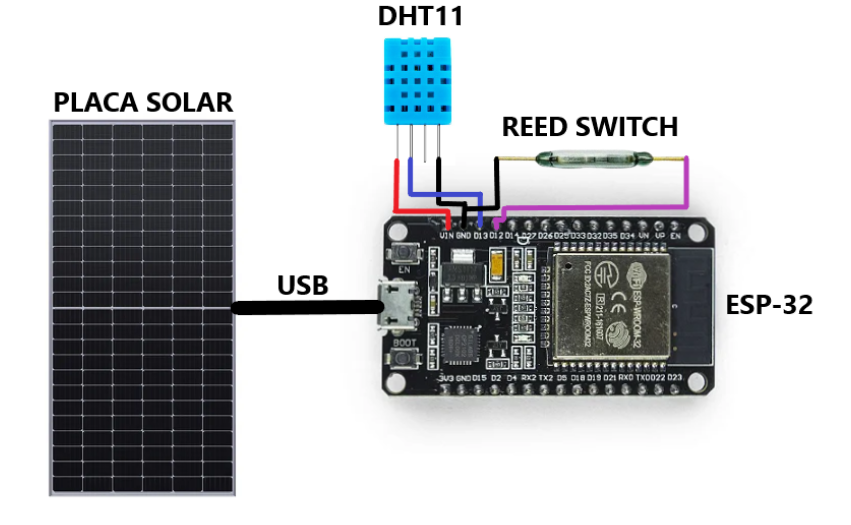 DHT11
PLACA SOLAR
REED SWITCH
VIN GND D13 D12 D14 D27 D26 D25 D33 D32 D35 D34 VN VP EN
EN
USB
ESP-32
ESP-WROOM-32
CE
BOOT
3V3 GND D15 D2 D4 RX2 TX2 D5 D18 D19 D21 RX0 TX0 D22 D23